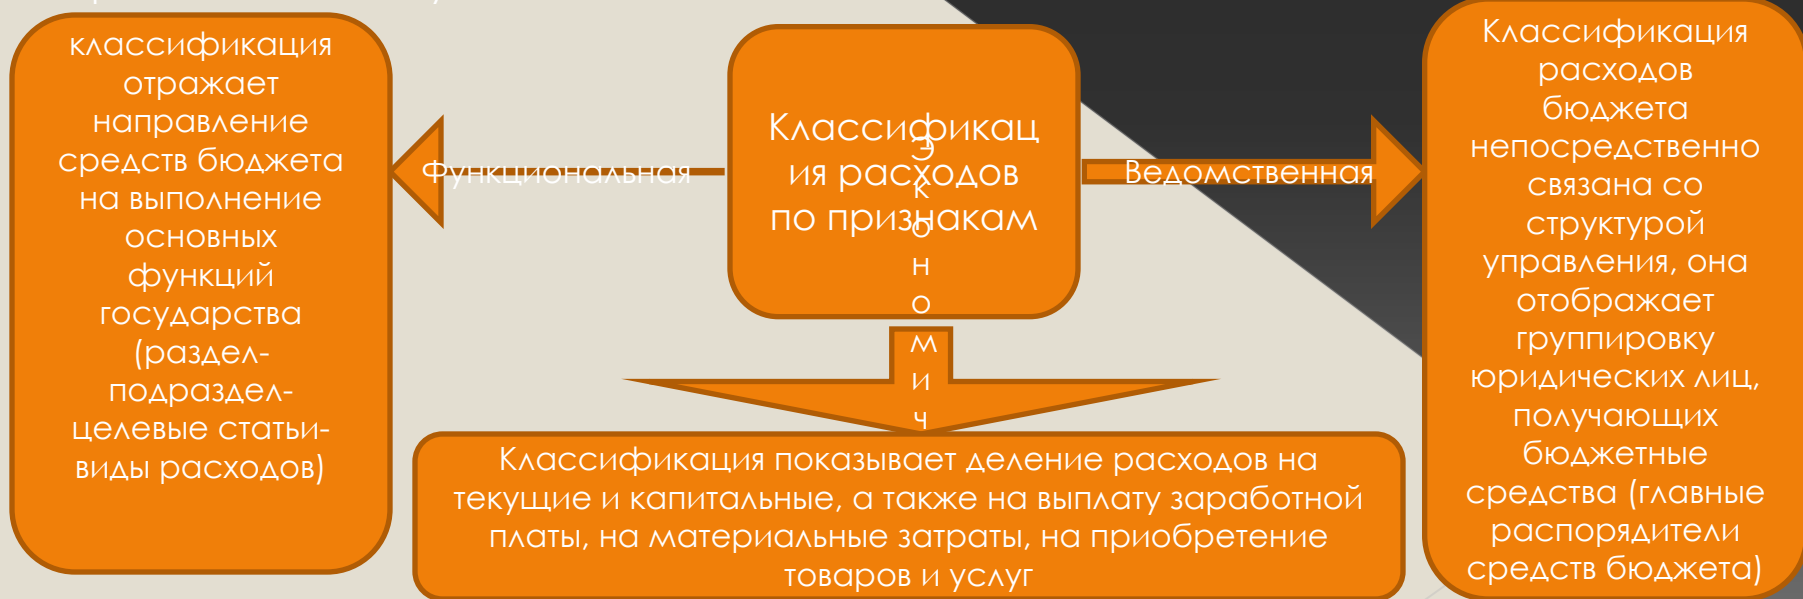 классификация
отражает
направление
средств бюджета
на выполнение
основных
функций
государства
(раздел-
подраздел-
целевые статьи-
виды расходов)
Функциональная
Классификац
ия расходов
по признакам
Э
к
о
н
о
м
и
ч
Ведомственная
Классификация
расходов
бюджета
непосредственно
связана со
структурой
управления, она
отображает
группировку
юридических лиц,
получающих
бюджетные
средства (главные
распорядители
средств бюджета)
Классификация показывает деление расходов на
текущие и капитальные, а также на выплату заработной
платы, на материальные затраты, на приобретение
товаров и услуг